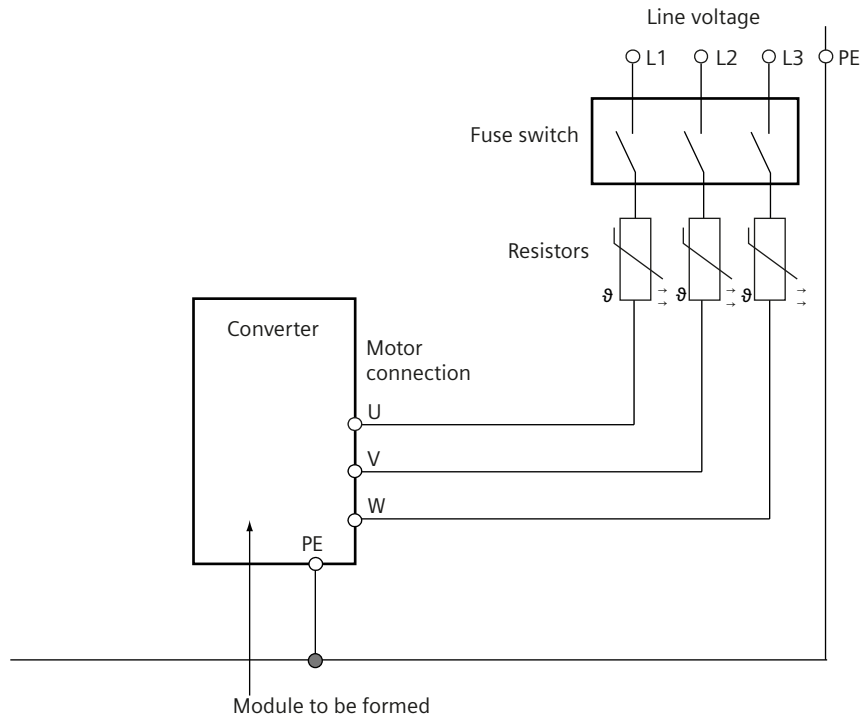 Line voltage
L1
L2
L3
PE
Fuse switch
Resistors
ϑ
ϑ
ϑ
Converter
Motor
connection
U
V
W
PE
Module to be formed